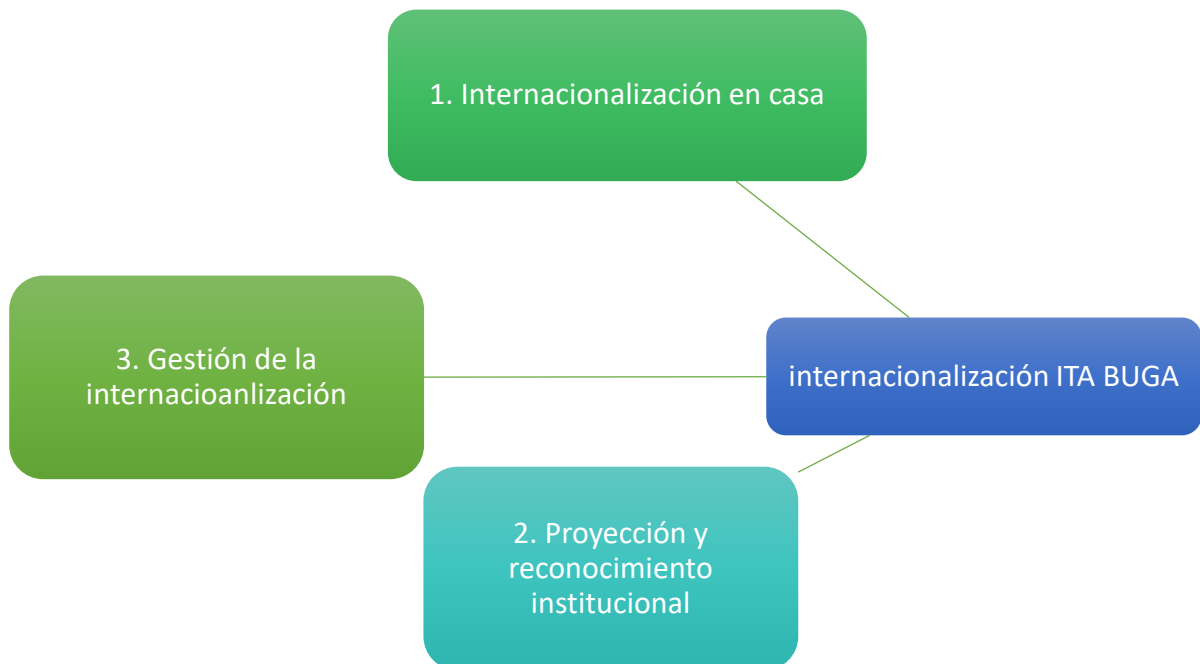 1. Internacionalización en casa
3. Gestión de la
internacioanlización
internacionalización ITA BUGA
2. Proyección y
reconocimiento
institucional